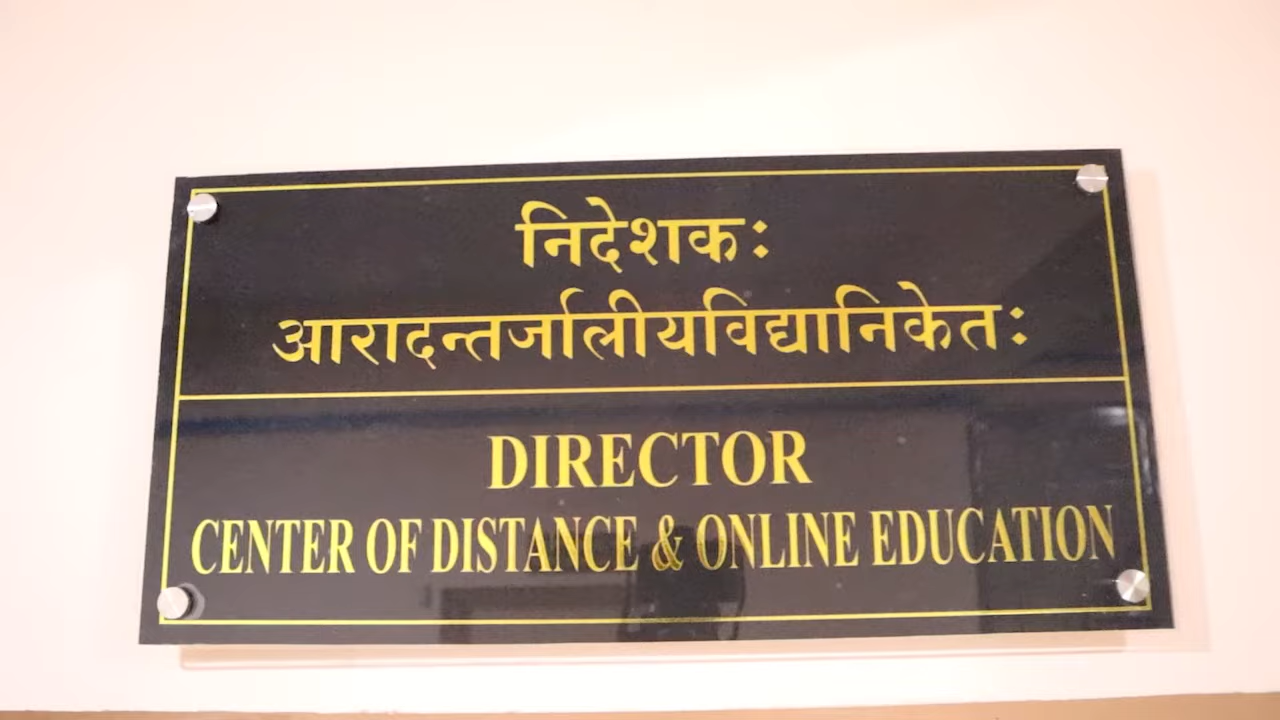 निदेशकः
आरादन्तर्जालीयविद्यानिकेतः
DIRECTOR
CENTER OF DISTANCE & ONLINE EDUCATION